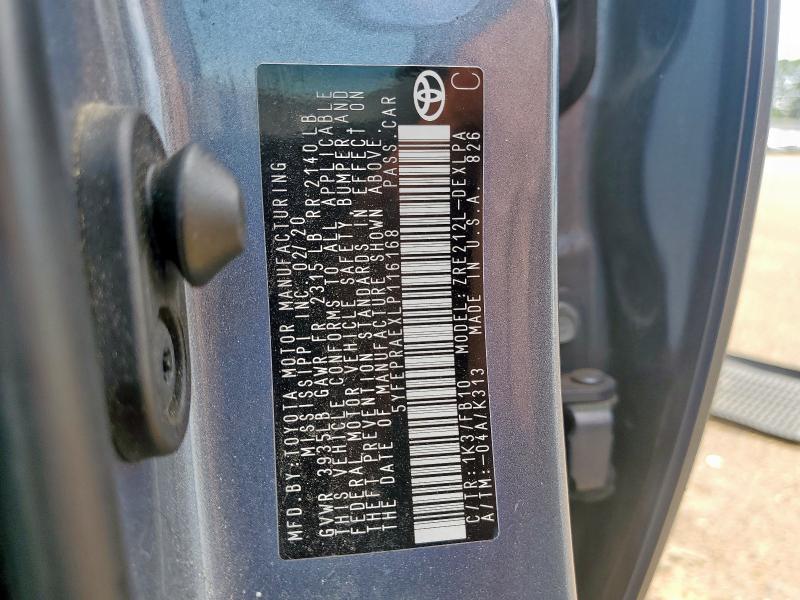 MFD. BY: TOYOTA MOTOR MANUFACTURING
MISSISSIPPI INC. 02/20
GVWR 3935LB GAWR FR 2315 LB RR 2140 LB
THIS VEHICLE CONFORMS TO ALL APPLICABLE
FEDERAL MOTOR VEHICLE SAFETY, BUMPER AND
THEFT PREVENTION STANDARDS IN EFFECT ON
THE DATE OF MANUFACTURE SHOWN ABOVE.
5YFEPRAEXLP116168 PASS. CAR
C/TR: 1K3/FB10 MODEL: ZRE212L-DEXLPA
A/TM: -04A/K313 MADE IN U.S.A. 826
C